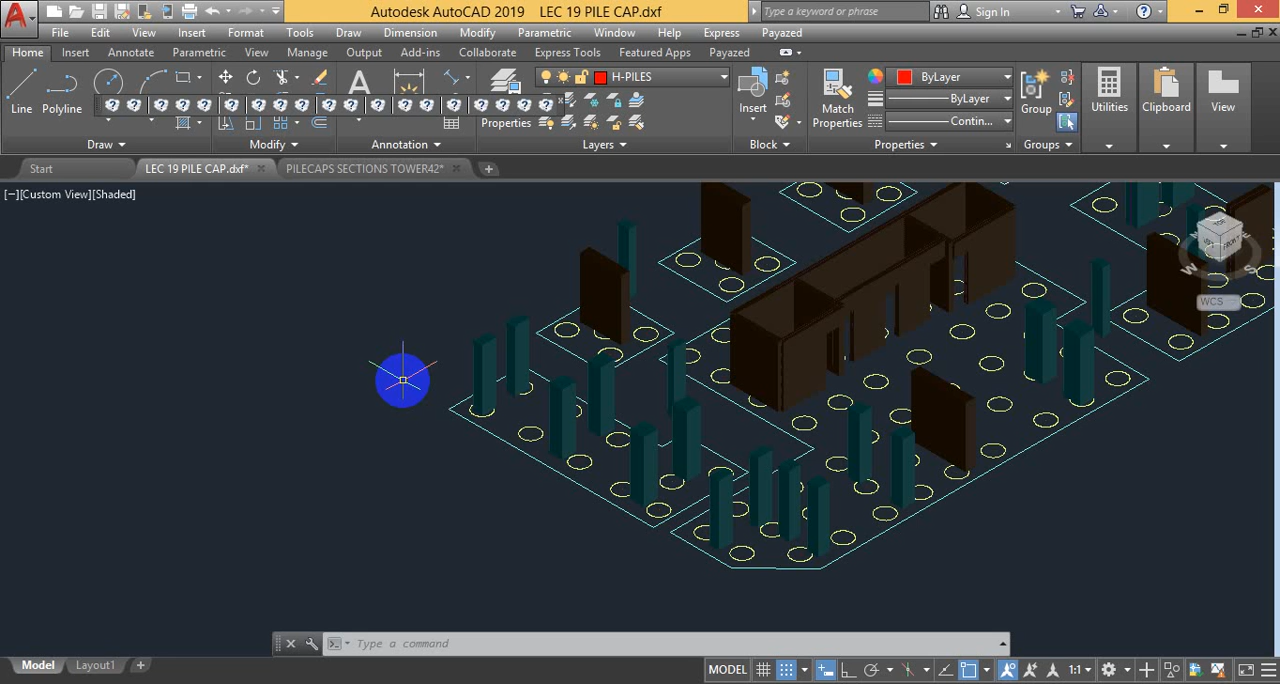 Autodesk AutoCAD 2019 LEC 19 PILE CAP.dxf
Type a keyword or phrase
Sign In
File Edit View Insert Format Tools Draw Dimension Modify Parametric Window Help Express Payazed
Home Insert Annotate Parametric View Manage Output Add-ins Collaborate Express Tools Featured Apps Payazed
H-PILES
ByLayer
ByLayer
Contin...
Line Polyline
Properties
Insert
Match
Properties
Group
Utilities
Clipboard
View
Draw Modify Annotation Layers Block Properties Groups
Start LEC 19 PILE CAP.dxf* PILECAPS SECTIONS TOWER42*
[−][Custom View][Shaded]
W
S
WCS
Type a command
Model Layout1
MODEL
1:1